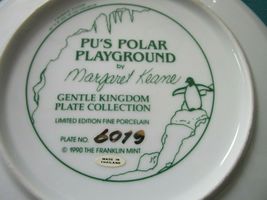 PU'S POLAR
PLAYGROUND
by
Margaret Keane
GENTLE KINGDOM
PLATE COLLECTION
LIMITED EDITION FINE PORCELAIN
PLATE NO. 6019
MADE IN
THAILAND
© 1990 THE FRANKLIN MINT